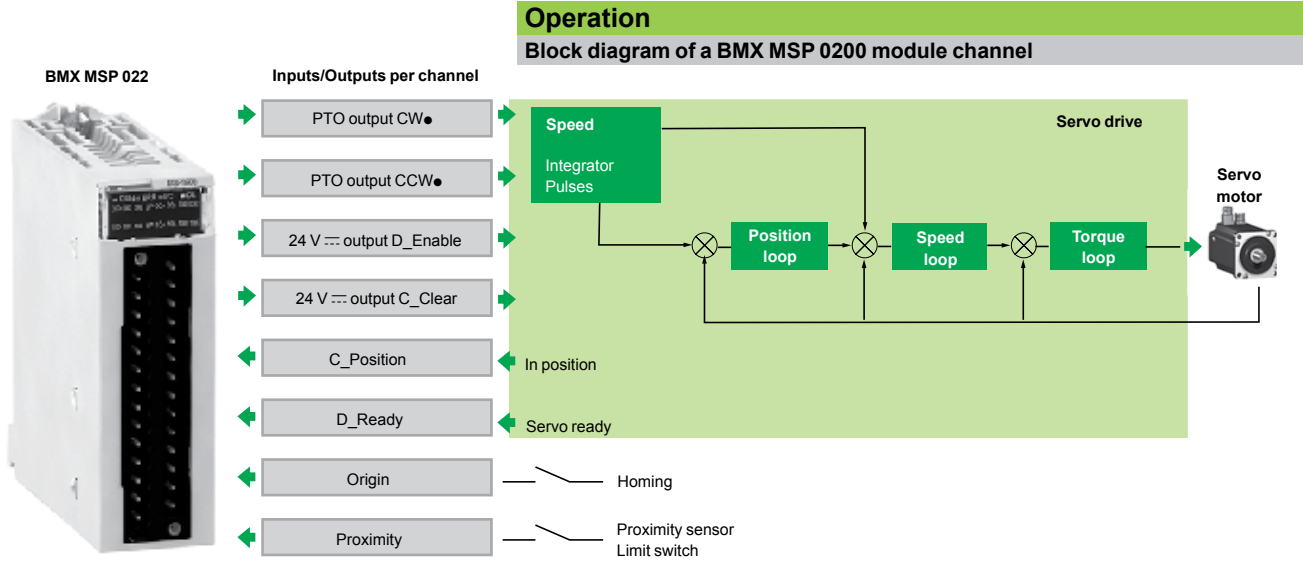 Operation
Block diagram of a BMX MSP 0200 module channel
BMX MSP 022
Inputs/Outputs per channel
PTO output CW●
PTO output CCW●
24 V ⎓ output D_Enable
24 V ⎓ output C_Clear
C_Position
D_Ready
Origin
Proximity
Speed
Integrator
Pulses
Servo drive
Position
loop
Speed
loop
Torque
loop
Servo
motor
In position
Servo ready
Homing
Proximity sensor
Limit switch